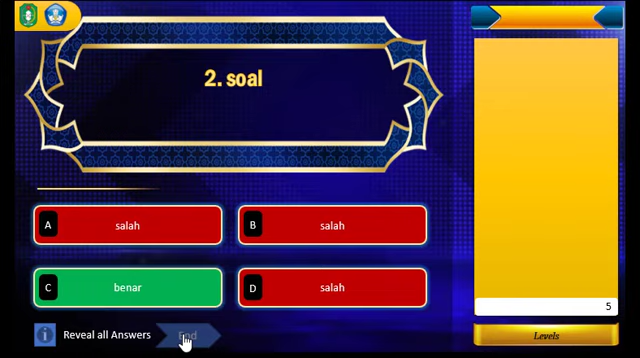 2. soal
A salah
B salah
C benar
D salah
5
Reveal all Answers
End
Levels